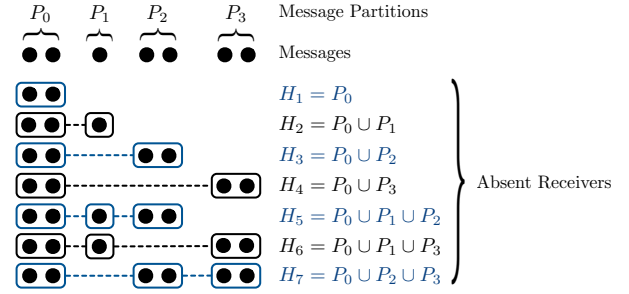 P₀ P₁ P₂ P₃ Message Partitions
Messages
H₁ = P₀
H₂ = P₀ ∪ P₁
H₃ = P₀ ∪ P₂
H₄ = P₀ ∪ P₃
H₅ = P₀ ∪ P₁ ∪ P₂
H₆ = P₀ ∪ P₁ ∪ P₃
H₇ = P₀ ∪ P₂ ∪ P₃
Absent Receivers